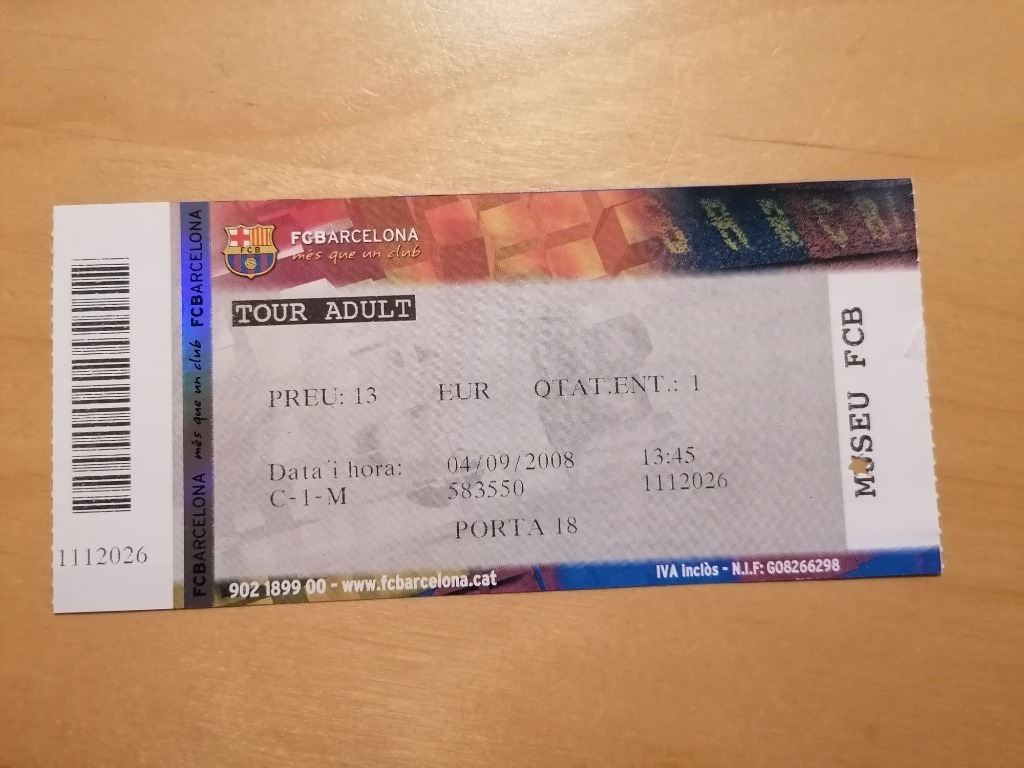 1112026
FCBARCELONA més que un club FCBARCELONA
FCB
FCBARCELONA
més que un club
BARCB
TOUR ADULT
PREU: 13 EUR QTAT.ENT.: 1
Data i hora: 04/09/2008 13:45
C-1-M 583550 1112026
PORTA 18
902 1899 00 - www.fcbarcelona.cat
IVA inclòs - N.I.F: G08266298
MUSEU FCB